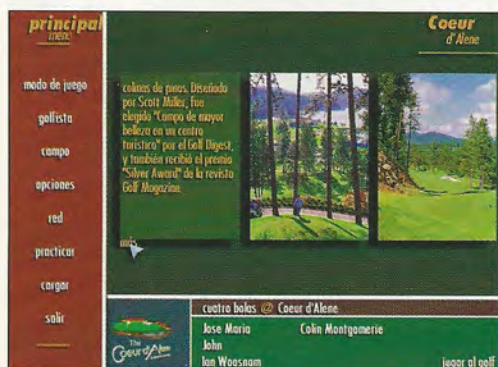 principal
menu
Coeur
d'Alene
modo de juego
golfista
campo
opciones
red
practicar
cargar
salir
colinas de pinos. Diseñado
por Scott Miller, fue
elegido "Campo de mayor
belleza en un centro
turístico" por el Golf Digest,
y también recibió el premio
"Silver Award" de la revista
Golf Magazine.
más
cuatro bolas @ Coeur d'Alene
Jose Maria Colin Montgomerie
John
Ian Woosnam
jugar al golf
The
Coeur d'Alene